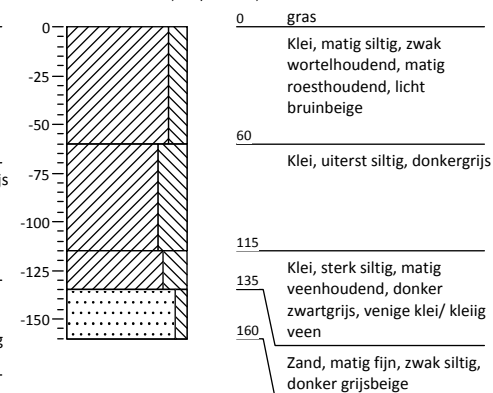 0 gras
0
Klei, matig siltig, zwak
wortelhoudend, matig
roesthoudend, licht
bruinbeige
-25
-50
60
Klei, uiterst siltig, donkergrijs
-75
-100
115
Klei, sterk siltig, matig
veenhoudend, donker
zwartgrijs, venige klei/ kleiig
veen
-125
135
-150
160
Zand, matig fijn, zwak siltig,
donker grijsbeige